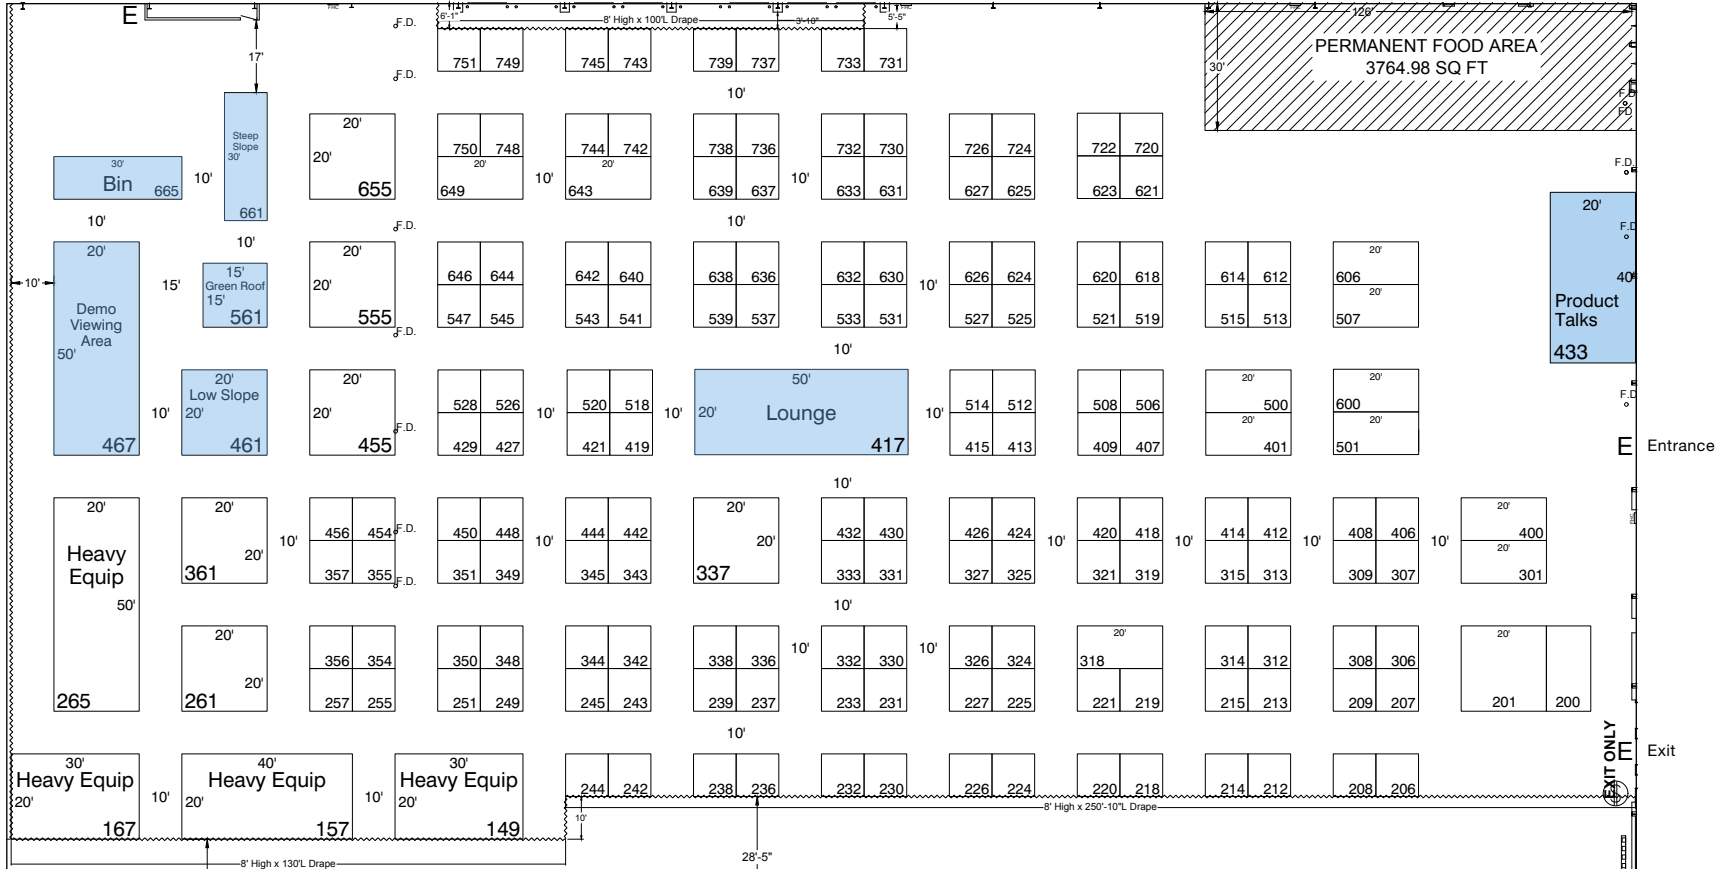 E
F.D.
6'-1"
8' High x 100'L Drape
3'-10"
5'-5"
126'
17'
751 749 745 743 739 737 733 731
PERMANENT FOOD AREA
3764.98 SQ FT
30'
F.D.
10'
F.D
FD
Steep
Slope
30'
661
20'
20'
655
750 748 744 742 738 736 732 730 726 724 722 720
30'
Bin 665
10'
20'
649
10'
20'
643
639 637
10'
633 631 627 625 623 621
F.D.
10'
10'
F.D.
10'
20'
F.D
40'
Product
Talks
433
10'
20'
Demo
Viewing
Area
50'
467
15'
15'
Green Roof
15'
561
20'
20'
555
F.D.
646 644 642 640 638 636 632 630
10'
626 624 620 618 614 612
20'
606
547 545 543 541 539 537 533 531 527 525 521 519 515 513
20'
507
10'
10'
20'
Low Slope
20'
461
20'
20'
455
F.D.
528 526
10'
520 518
10'
50'
20'
Lounge
417
10'
514 512 508 506
20'
500
20'
600
F.D
429 427 421 419 415 413 409 407
20'
401
20'
501
E Entrance
10'
20'
Heavy
Equip
50'
265
20'
20'
361
10'
456 454
F.D.
450 448
10'
444 442
20'
20'
337
432 430 426 424
10'
420 418
10'
414 412
10'
408 406
10'
20'
400
357 355
F.D.
351 349 345 343 333 331 327 325 321 319 315 313 309 307
20'
301
10'
20'
20'
261
356 354 350 348 344 342 338 336
10'
332 330
10'
326 324
20'
318
314 312 308 306
20'
201 200
257 255 251 249 245 243 239 237 233 231 227 225 221 219 215 213 209 207
10'
EXIT ONLY
E Exit
30'
Heavy Equip
20'
167
10'
40'
Heavy Equip
20'
157
10'
30'
Heavy Equip
20'
149
244 242 238 236 232 230 226 224 220 218 214 212 208 206
8' High x 250'-10"L Drape
10'
28'-5"
8' High x 130'L Drape